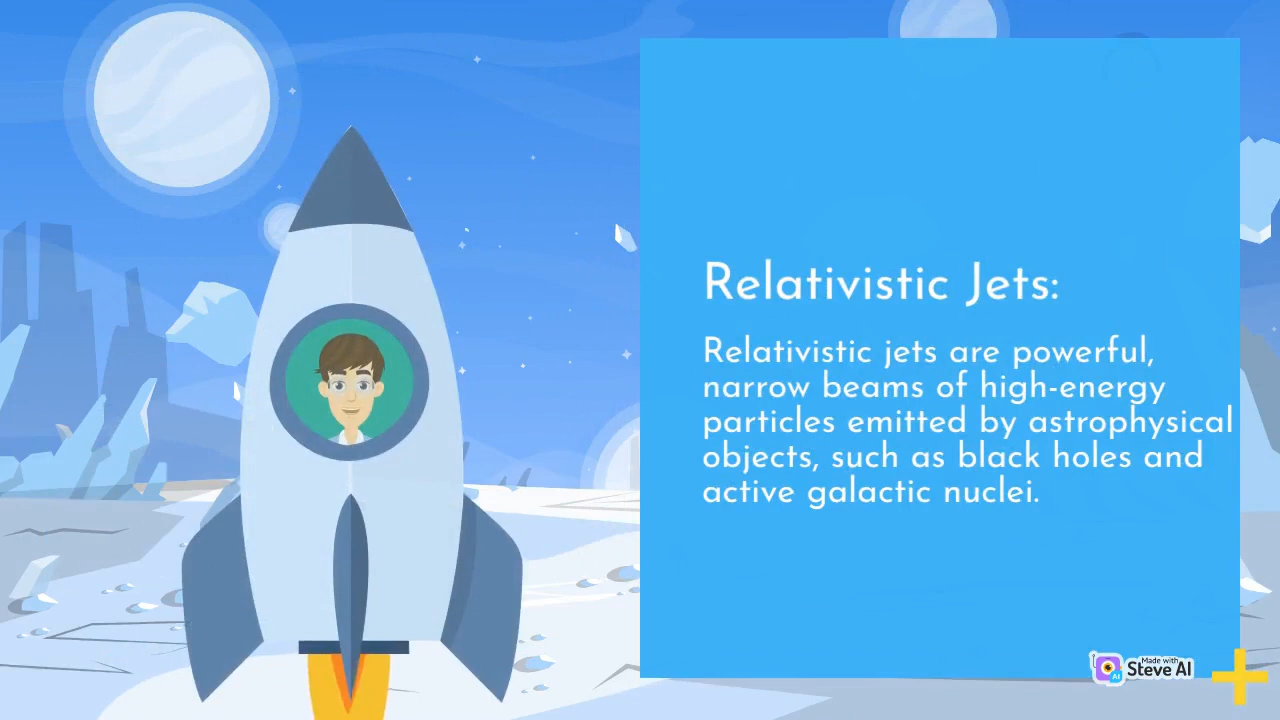 Relativistic Jets:
Relativistic jets are powerful,
narrow beams of high-energy
particles emitted by astrophysical
objects, such as black holes and
active galactic nuclei.
Made with
Steve AI
AI